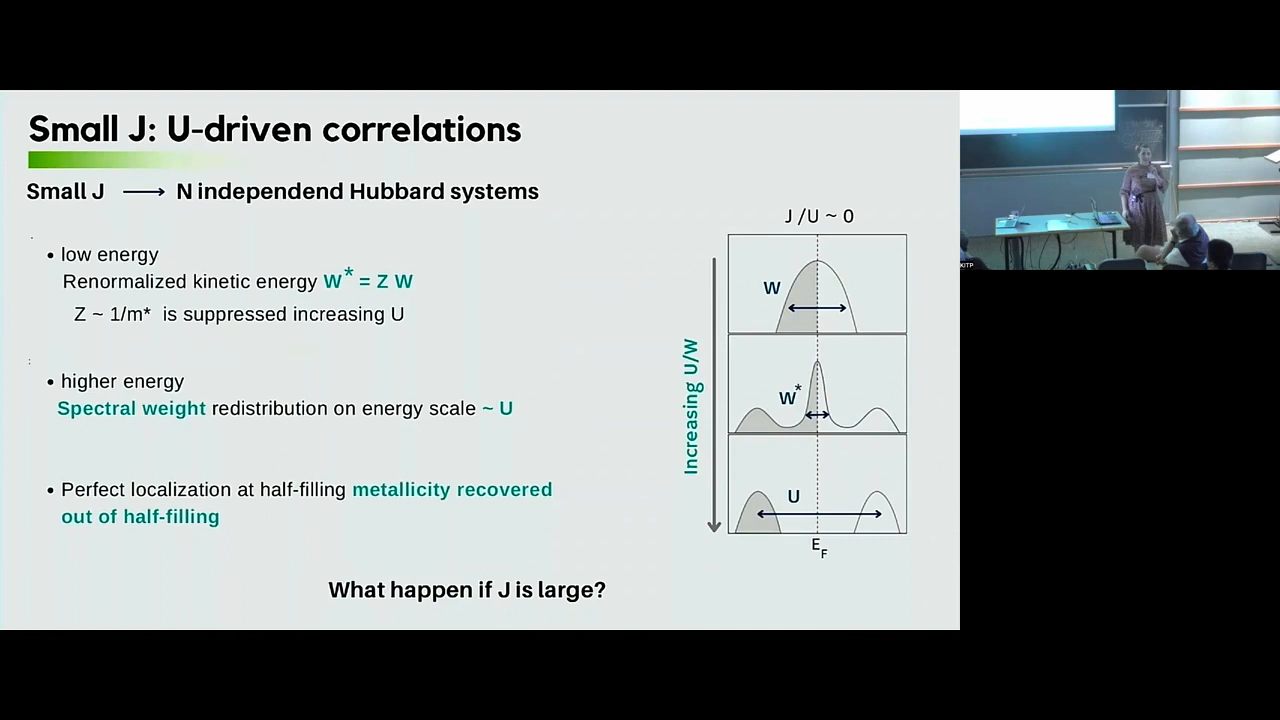 Small J: U-driven correlations
Small J ⟶ N independend Hubbard systems
• low energy
Renormalized kinetic energy W* = Z W
Z ~ 1/m* is suppressed increasing U
• higher energy
Spectral weight redistribution on energy scale ~ U
• Perfect localization at half-filling metallicity recovered
out of half-filling
What happen if J is large?
J /U ~ 0
Increasing U/W
W
W*
U
E_F
KITP